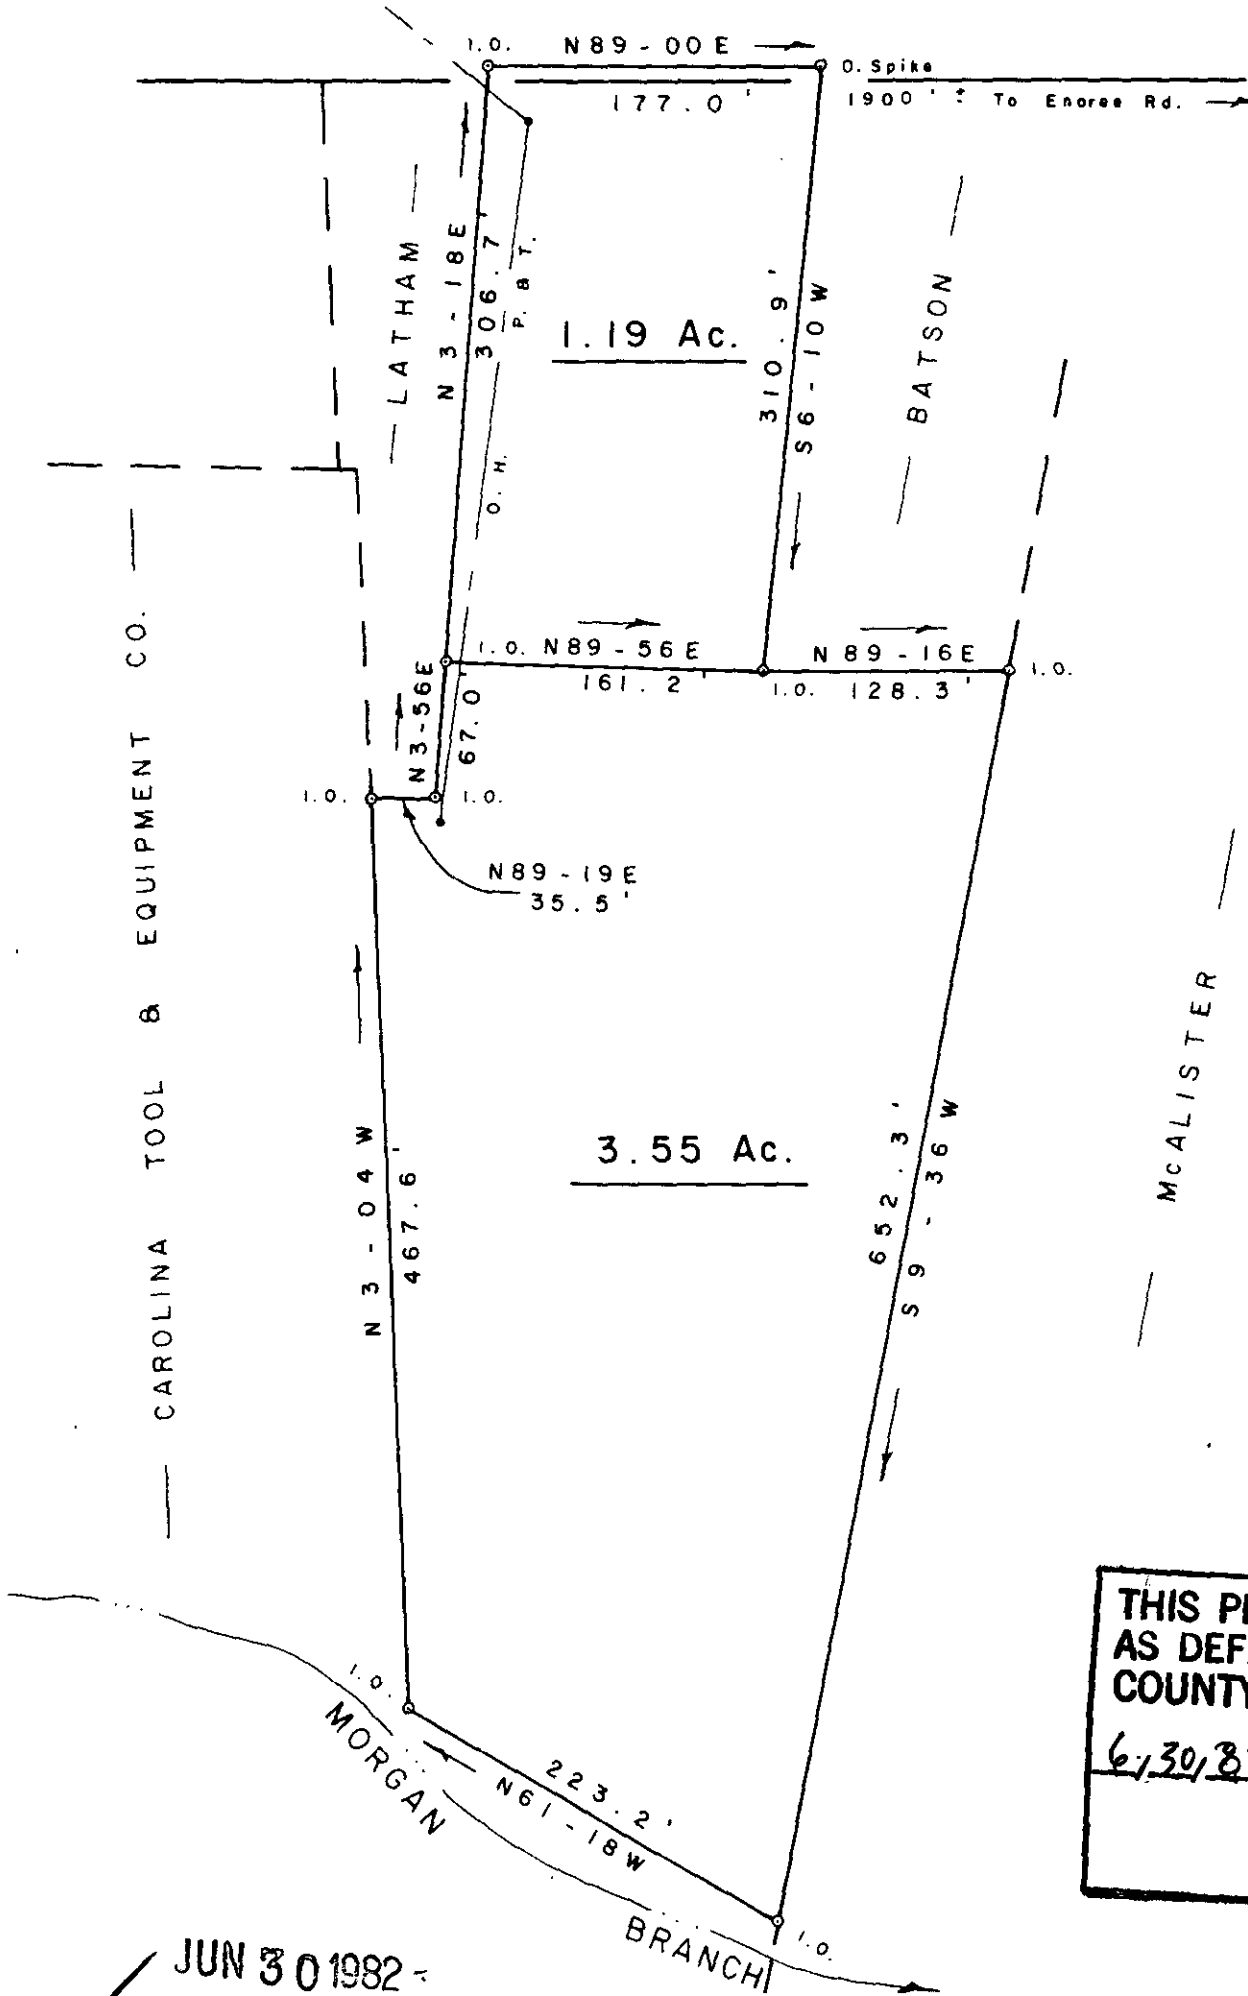 I.O.
N89-00E
O. Spike
177.0'
1900'± To Enoree Rd.
LATHAM
N 3-18E
306.7'
P. & T.
O. H.
1.19 Ac.
310.9'
S6-10W
BATSON
I.O.
N89-56E
161.2'
I.O.
N 89-16E
128.3'
I.O.
N3-56E
67.0'
I.O.
I.O.
N89-19E
35.5'
CAROLINA TOOL & EQUIPMENT CO.
N 3-04 W
467.6'
3.55 Ac.
652.3'
S 9-36 W
McALISTER
I.O.
MORGAN
223.2'
N61-18W
BRANCH
I.O.
THIS
AS
COUNTY
6,30,8
JUN 30 1982